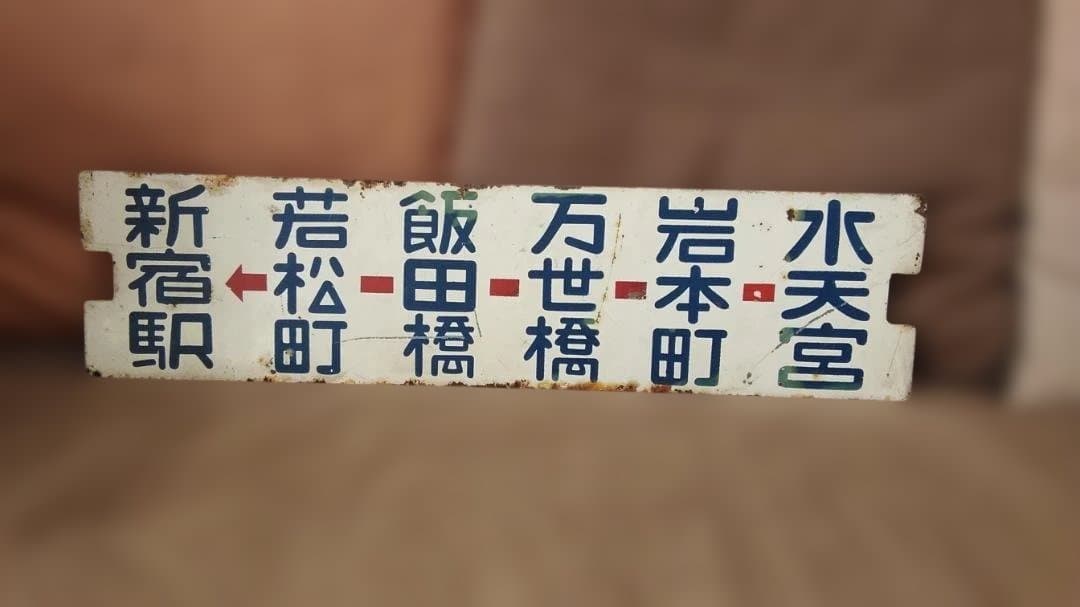 水天宮
岩本町
万世橋
飯田橋
若松町
新宿駅